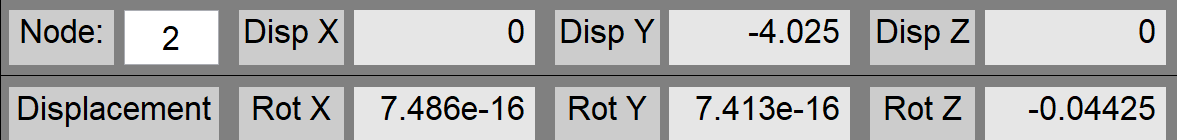 Node: 2 Disp X 0 Disp Y -4.025 Disp Z 0
Displacement Rot X 7.486e-16 Rot Y 7.413e-16 Rot Z -0.04425